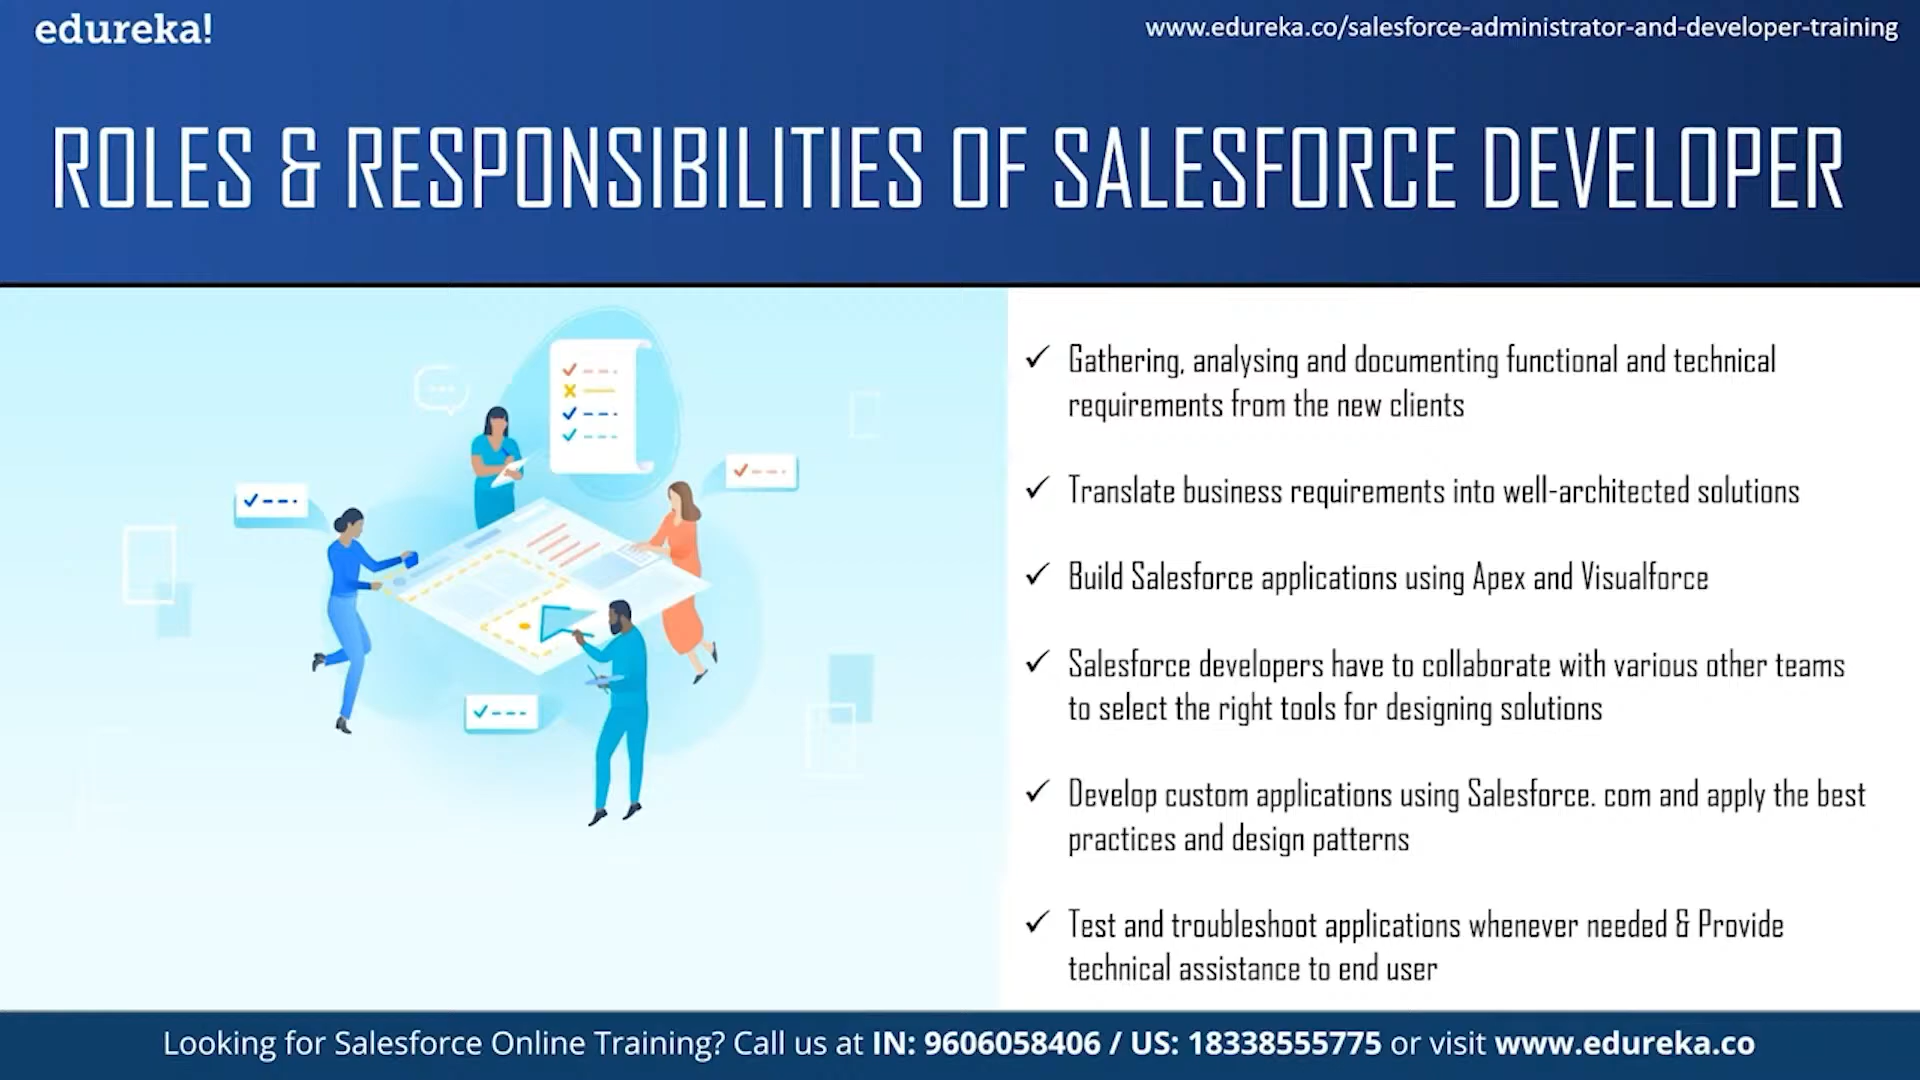 edureka!
www.edureka.co/salesforce-administrator-and-developer-training
ROLES & RESPONSIBILITIES OF SALESFORCE DEVELOPER
✓ Gathering, analysing and documenting functional and technical
requirements from the new clients
✓ Translate business requirements into well-architected solutions
✓ Build Salesforce applications using Apex and Visualforce
✓ Salesforce developers have to collaborate with various other teams
to select the right tools for designing solutions
✓ Develop custom applications using Salesforce. com and apply the best
practices and design patterns
✓ Test and troubleshoot applications whenever needed & Provide
technical assistance to end user
Looking for Salesforce Online Training? Call us at IN: 9606058406 / US: 18338555775 or visit www.edureka.co